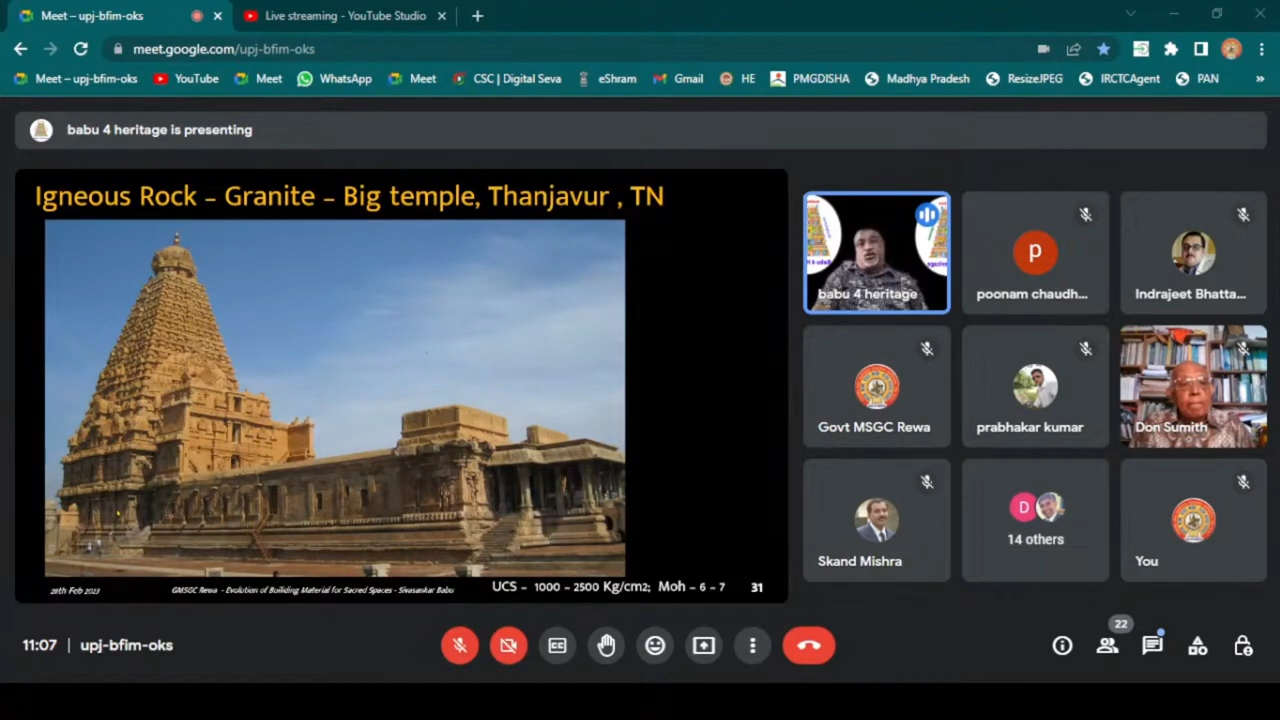 Meet – upj-bfim-oks
Live streaming - YouTube Studio
meet.google.com/upj-bfim-oks
Meet – upj-bfim-oks
YouTube
Meet
WhatsApp
Meet
CSC | Digital Seva
eShram
Gmail
HE
PMGDISHA
Madhya Pradesh
ResizeJPEG
IRCTCAgent
PAN
babu 4 heritage is presenting
Igneous Rock – Granite – Big temple, Thanjavur , TN
28th Feb 2023
GMSGC Rewa - Evolution of Builiding Material for Sacred Spaces - Sivasankar Babu
UCS – 1000 – 2500 Kg/cm2; Moh – 6 – 7
31
babu 4 heritage
p
poonam chaudh...
Indrajeet Bhatta...
Govt MSGC Rewa
prabhakar kumar
Don Sumith
Skand Mishra
D
14 others
You
11:07 | upj-bfim-oks
22